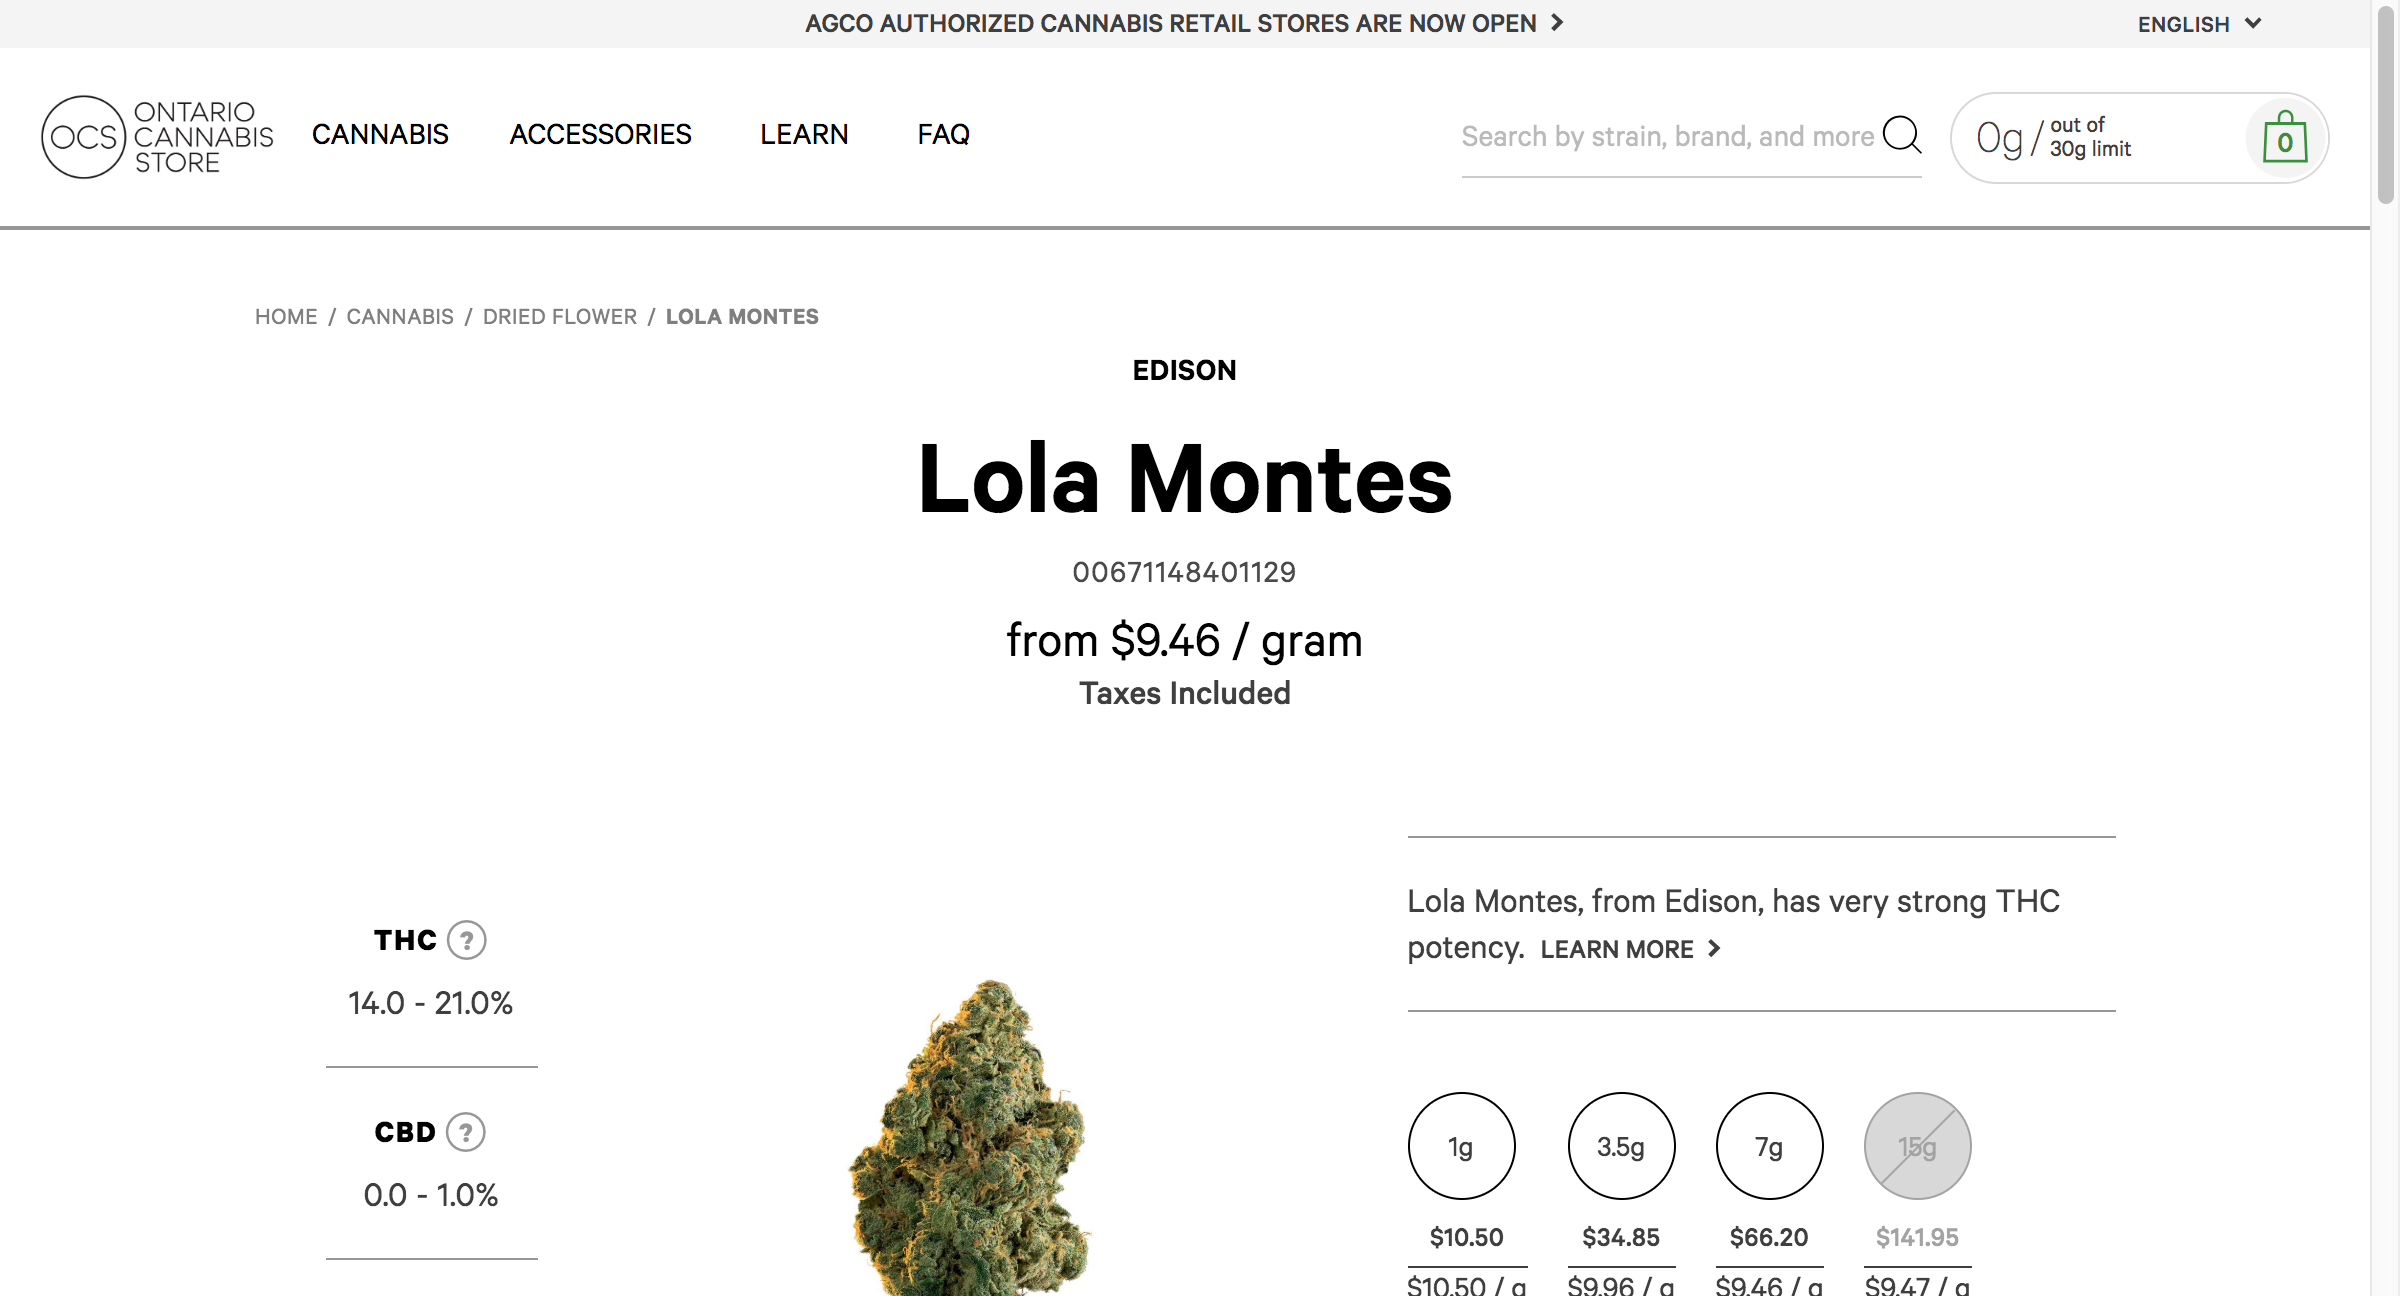 AGCO AUTHORIZED CANNABIS RETAIL STORES ARE NOW OPEN
ENGLISH
OCS
ONTARIO
CANNABIS
STORE
CANNABIS
ACCESSORIES
LEARN
FAQ
Search by strain, brand, and more
0g / out of
30g limit
0
HOME / CANNABIS / DRIED FLOWER / LOLA MONTES
EDISON
Lola Montes
00671148401129
from $9.46 / gram
Taxes Included
THC ?
14.0 - 21.0%
CBD ?
0.0 - 1.0%
Lola Montes, from Edison, has very strong THC
potency. LEARN MORE
1g 3.5g 7g 15g
$10.50 $34.85 $66.20 $141.95
$10.50 / g $9.96 / g $9.46 / g $9.47 / g